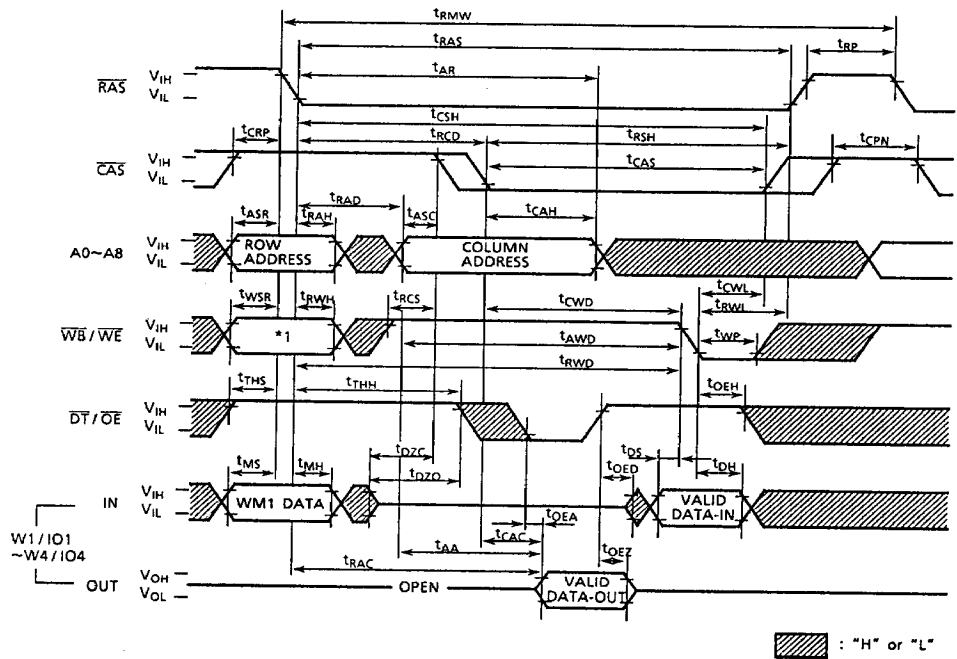 tRMW
tRAS
tRP
tAR
RAS VIH
VIL
tCSH
tCRP tRCD tRSH
tCPN
CAS VIH
VIL
tCAS
tRAD
tASR tRAH tASC tCAH
A0~A8 VIH
VIL
ROW ADDRESS
COLUMN ADDRESS
tWSR tRWH tRCS tCWD tCWL
tRWL
WB/WE VIH
VIL
*1
tAWD
tWP
tRWD
tTHS tTHH tOEH
DT/OE VIH
VIL
tDZC
tDS
tMS tMH tDZO tOED tDH
IN VIH
VIL
WM1 DATA
VALID DATA-IN
tOEA
W1/IO1
~W4/IO4
tCAC
tAA
tOEZ
tRAC
OUT VOH
VOL
OPEN
VALID DATA-OUT
: "H" or "L"